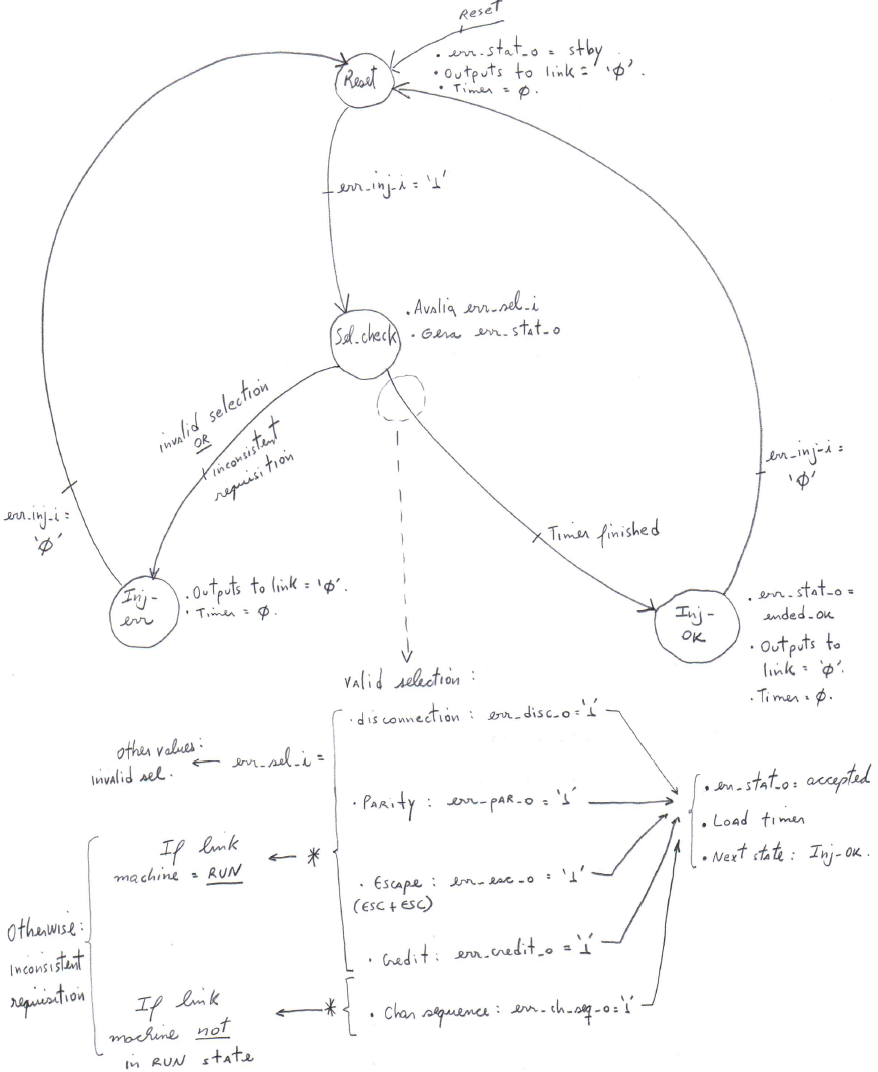 Reset
• err_stat_o = stby
• Outputs to link = 'φ'.
• Timer = φ.
Reset
err_inj_i = '1'
• Avalia err_sel_i
• Gera err_stat_o
Sel_check
invalid selection
OR
inconsistent
requisition
err_inj_i =
'φ'
err_inj_i:
'φ'
Timer finished
Inj-
err
• Outputs to link = 'φ'.
• Timer = φ.
Inj-
OK
• err_stat_o =
ended_ok
• Outputs to
link = 'φ'.
• Timer = φ.
Valid selection:
• disconnection: err_disc_o = '1'
other values:
invalid sel. ← err_sel_i =
• Parity: err_par_o = '1'
• err_stat_o: accepted
• Load timer
• Next state: Inj-OK.
If link
machine = RUN
← *
• Escape: err_esc_o = '1'
(ESC + ESC)
• Credit: err_credit_o = '1'
Otherwise:
inconsistent
requisition
If link
machine not
in RUN state
← *
• Char sequence: err_ch_seq_o = '1'